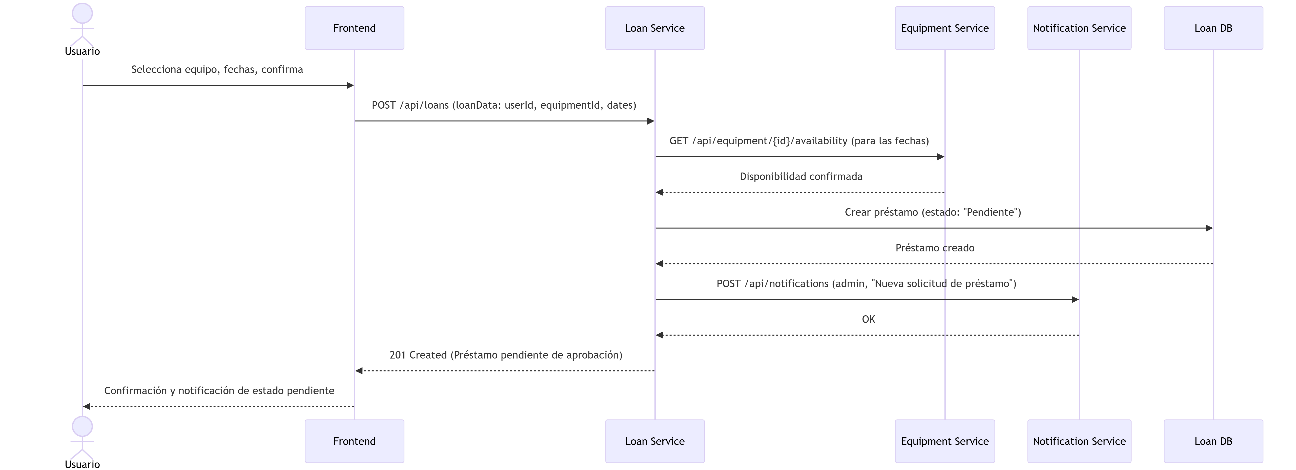 Usuario
Frontend
Loan Service
Equipment Service
Notification Service
Loan DB
Selecciona equipo, fechas, confirma
POST /api/loans (loanData: userId, equipmentId, dates)
GET /api/equipment/{id}/availability (para las fechas)
Disponibilidad confirmada
Crear préstamo (estado: "Pendiente")
Préstamo creado
POST /api/notifications (admin, "Nueva solicitud de préstamo")
OK
201 Created (Préstamo pendiente de aprobación)
Confirmación y notificación de estado pendiente
Usuario
Frontend
Loan Service
Equipment Service
Notification Service
Loan DB